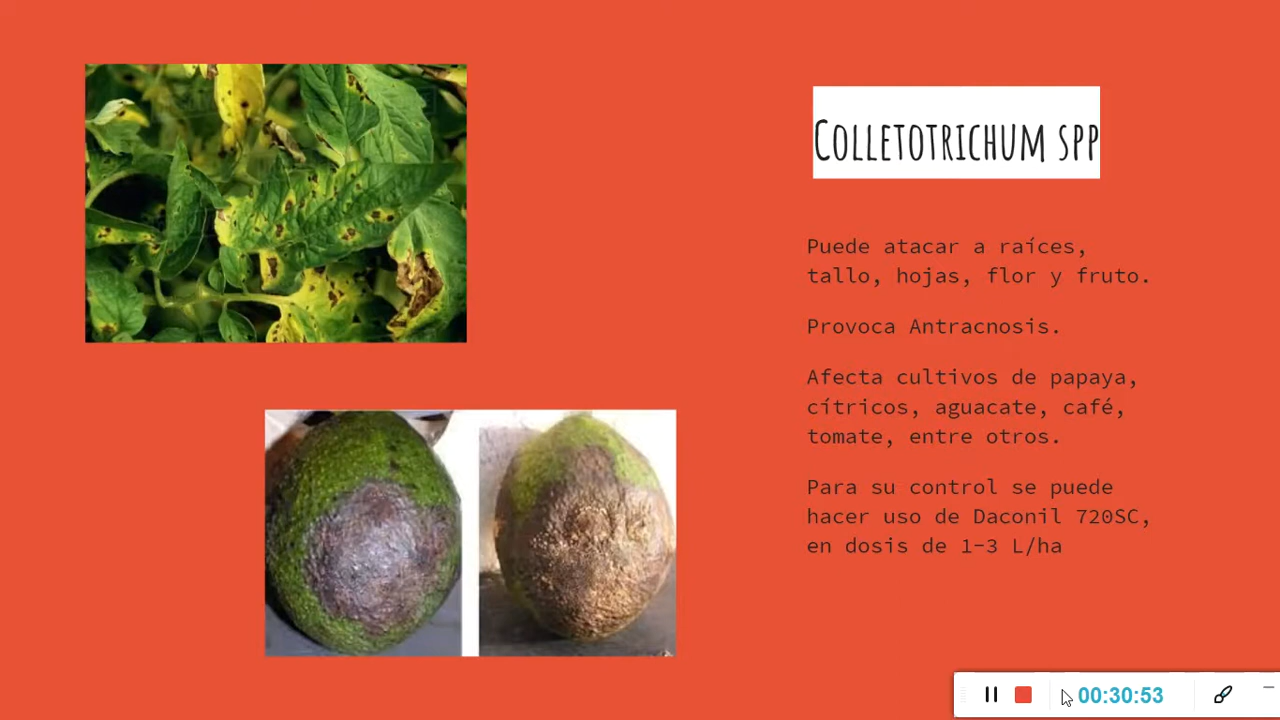 Colletotrichum spp
Puede atacar a raíces,
tallo, hojas, flor y fruto.
Provoca Antracnosis.
Afecta cultivos de papaya,
cítricos, aguacate, café,
tomate, entre otros.
Para su control se puede
hacer uso de Daconil 720SC,
en dosis de 1-3 L/ha
00:30:53